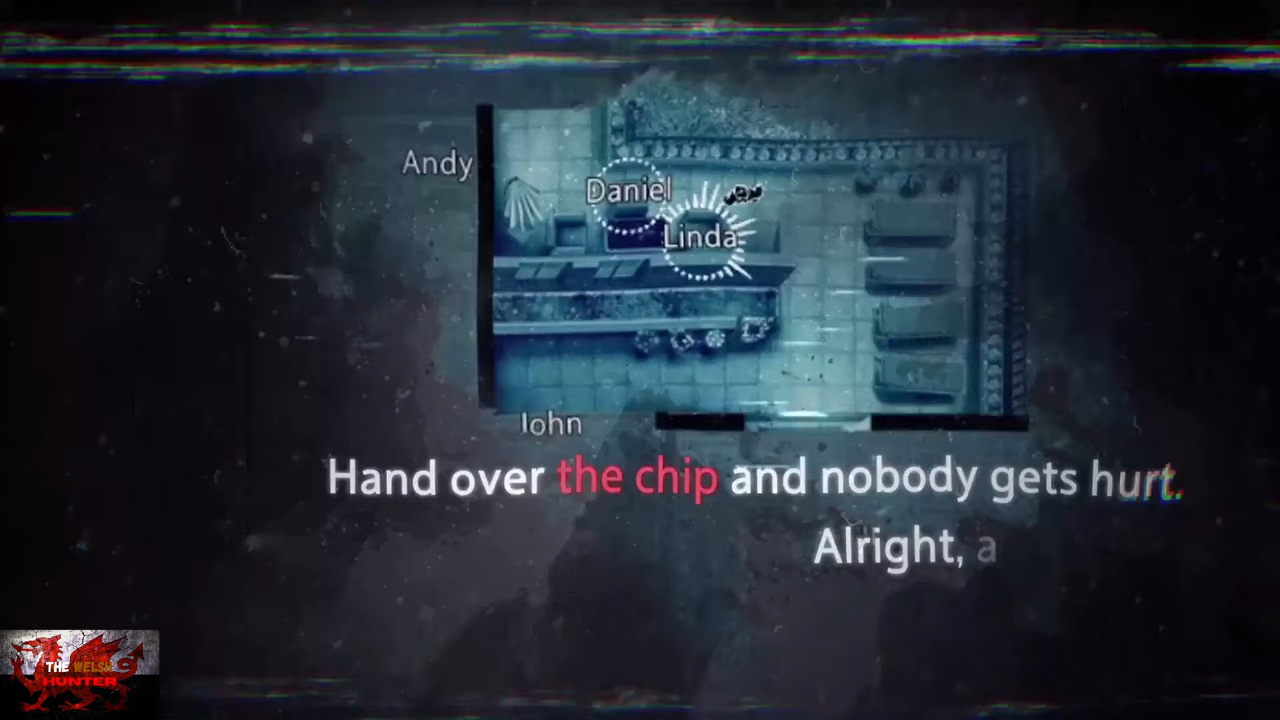 Andy
Daniel
Linda
John
Hand over the chip and nobody gets hurt.
Alright, a
THE WELSH
HUNTER